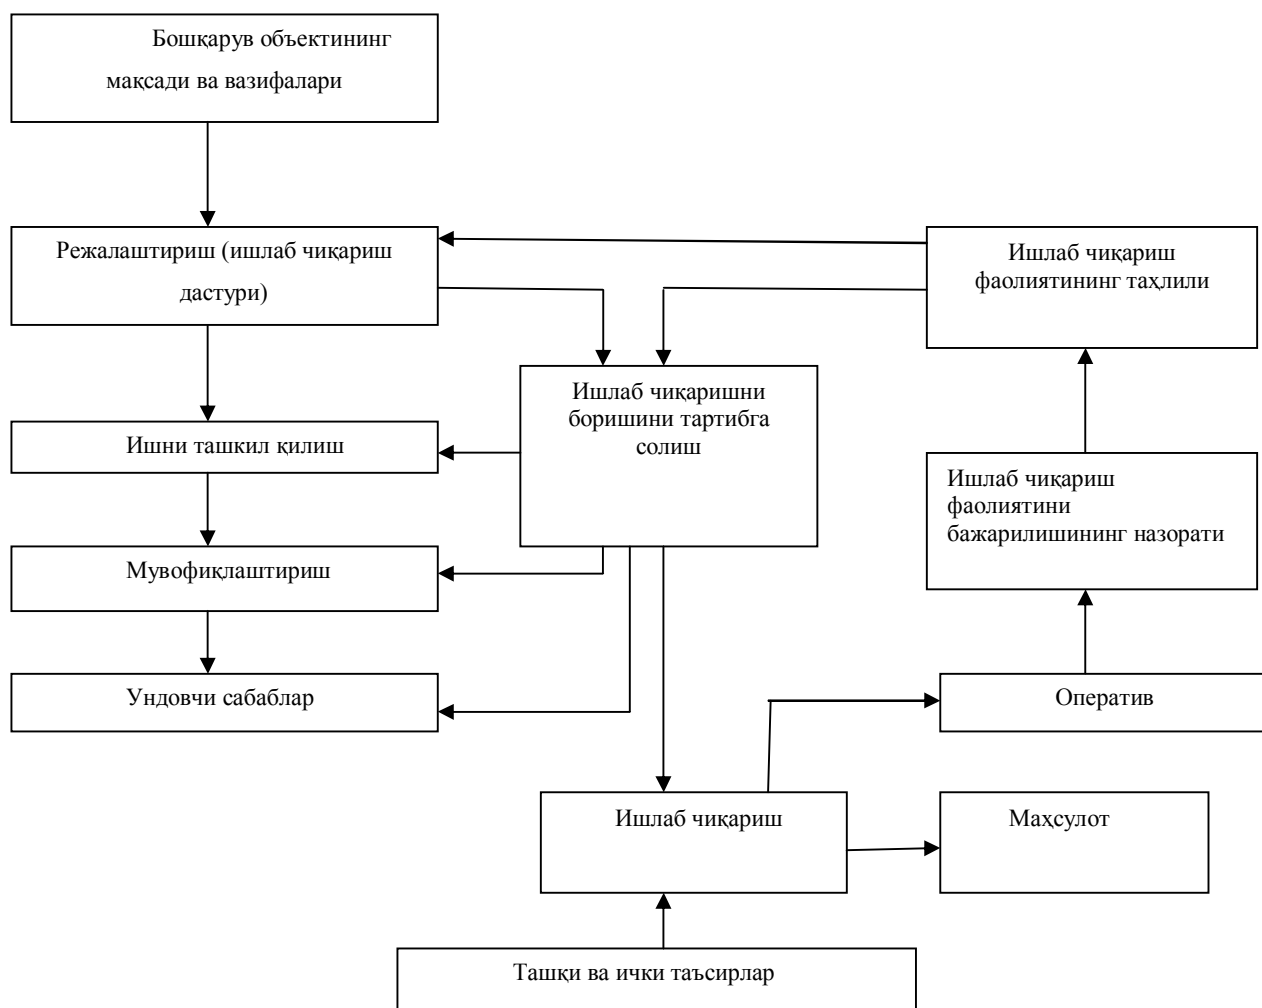 Бошқарув объектининг
мақсади ва вазифалари
Режалаштириш (ишлаб чиқариш
дастури)
Ишлаб чиқариш
фаолиятининг таҳлили
Ишлаб чиқаришни
боришини тартибга
солиш
Ишни ташкил қилиш
Ишлаб чиқариш
фаолиятини
бажарилишининг назорати
Мувофиқлаштириш
Ундовчи сабаблар
Оператив
Ишлаб чиқариш
Маҳсулот
Ташқи ва ички таъсирлар